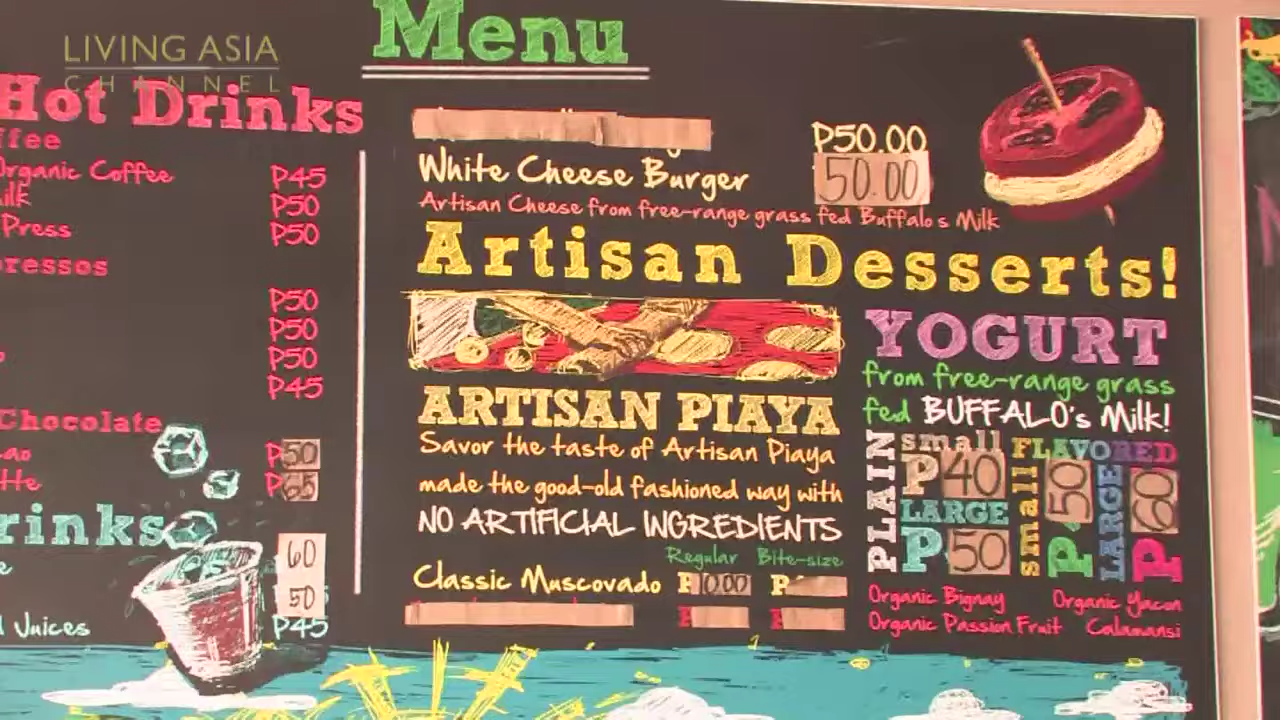 LIVING ASIA
CHANNEL
Menu
Hot Drinks
ffee
Organic Coffee P45
ilk P50
Press P50
pressos
P50
P50
P50
P45
Chocolate
ao P50
tte P65
rinks
60
50
d Juices P45
P50.00
White Cheese Burger 50.00
Artisan Cheese from free-range grass fed Buffalo's Milk
Artisan Desserts!
ARTISAN PIAYA
Savor the taste of Artisan Piaya
made the good-old fashioned way with
NO ARTIFICIAL INGREDIENTS
Regular Bite-size
Classic Muscovado P10.00 P
P P
YOGURT
from free-range grass
fed BUFFALO's Milk!
PLAIN
small
P40
LARGE
P50
FLAVORED
small
P50
LARGE
P60
Organic Bignay Organic Yacon
Organic Passion Fruit Calamansi